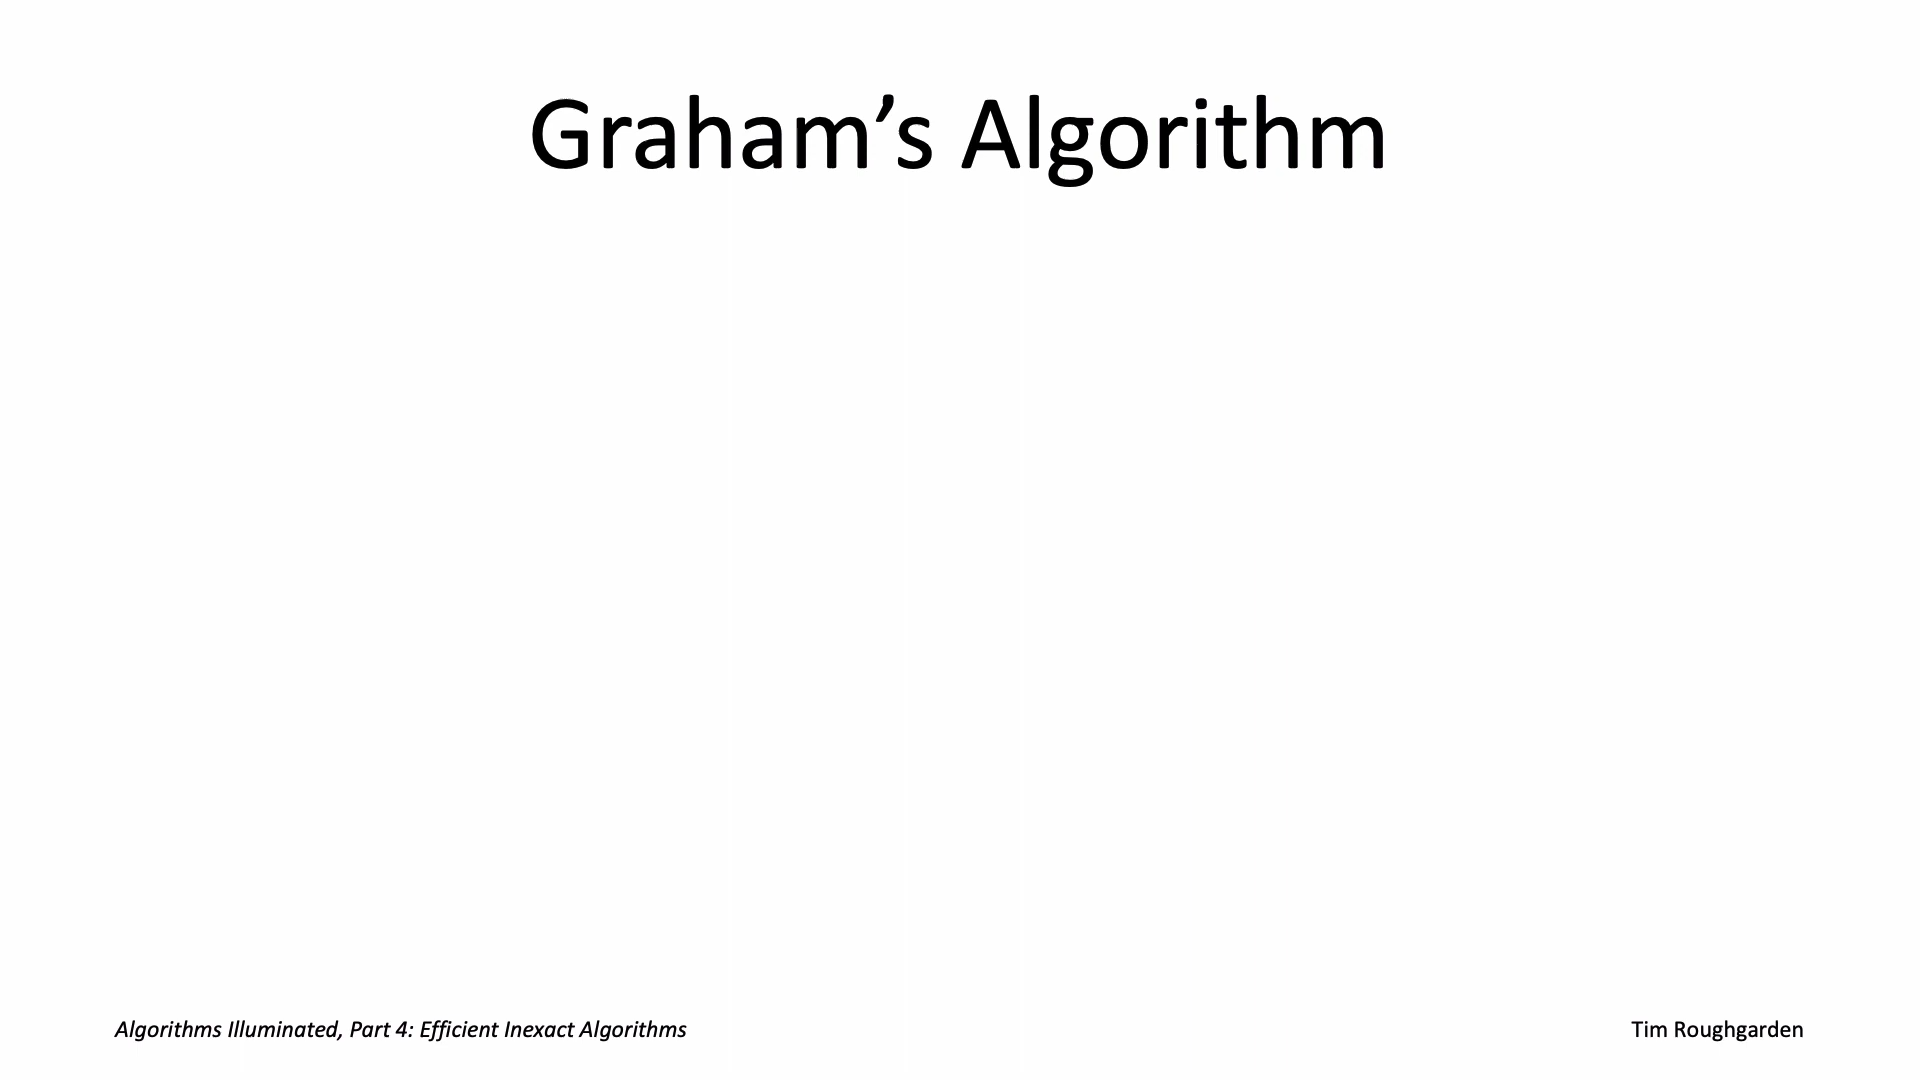 Graham’s Algorithm
Algorithms Illuminated, Part 4: Efficient Inexact Algorithms
Tim Roughgarden